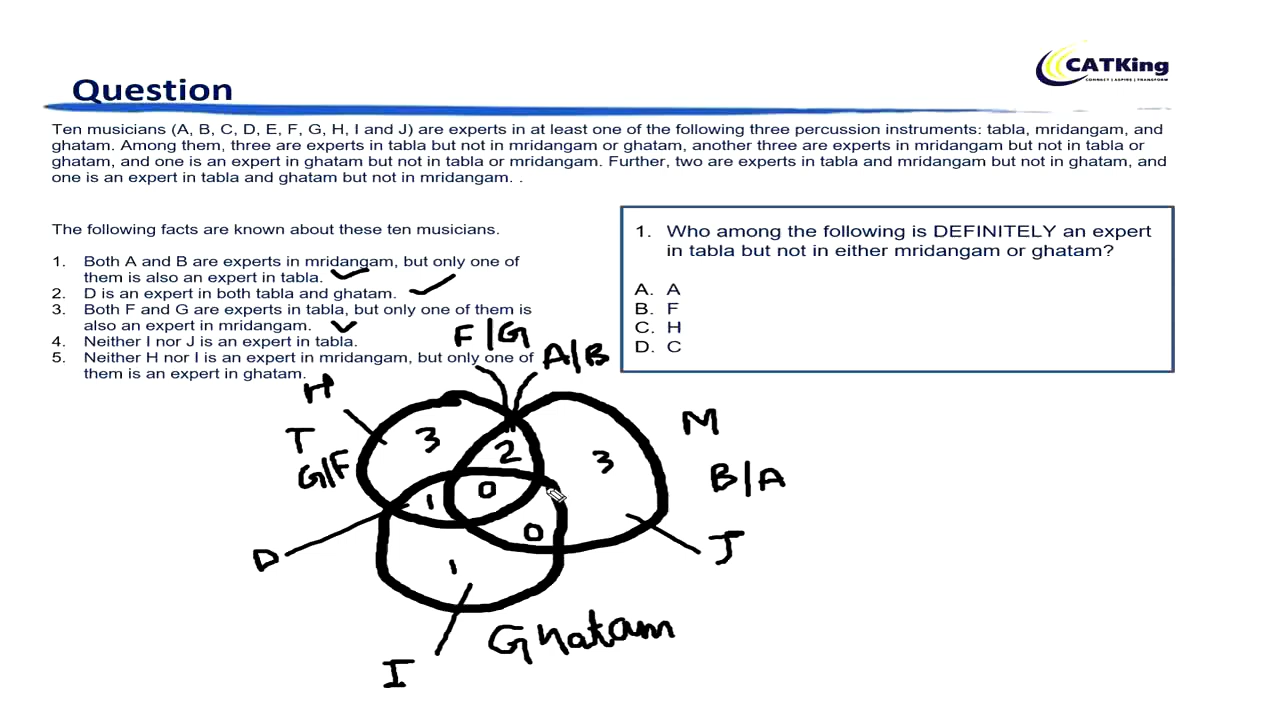 CATKing
CONNECT | ASPIRE | TRANSFORM
Question
Ten musicians (A, B, C, D, E, F, G, H, I and J) are experts in at least one of the following three percussion instruments: tabla, mridangam, and
ghatam. Among them, three are experts in tabla but not in mridangam or ghatam, another three are experts in mridangam but not in tabla or
ghatam, and one is an expert in ghatam but not in tabla or mridangam. Further, two are experts in tabla and mridangam but not in ghatam, and
one is an expert in tabla and ghatam but not in mridangam. .
The following facts are known about these ten musicians.
1. Both A and B are experts in mridangam, but only one of
them is also an expert in tabla.
2. D is an expert in both tabla and ghatam.
3. Both F and G are experts in tabla, but only one of them is
also an expert in mridangam.
4. Neither I nor J is an expert in tabla.
5. Neither H nor I is an expert in mridangam, but only one of
them is an expert in ghatam.
1. Who among the following is DEFINITELY an expert
in tabla but not in either mridangam or ghatam?
A. A
B. F
C. H
D. C
F/G
A/B
H
T
G/F
3
2
3
M
B/A
1
0
0
D
J
1
Ghatam
I